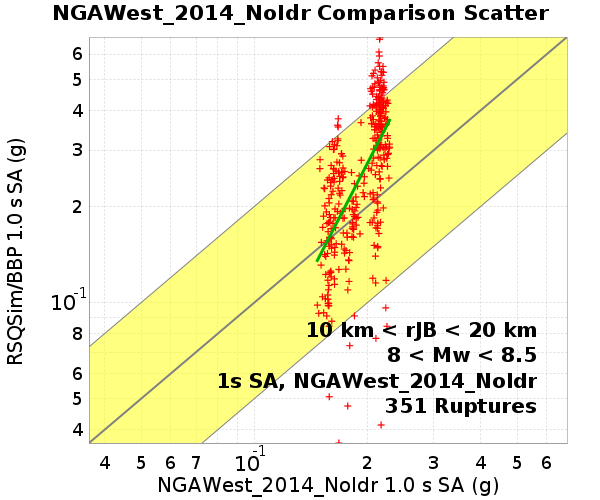 NGAWest_2014_NoIdr Comparison Scatter
RSQSim/BBP 1.0 s SA (g)
6
5
4
3
2
10⁻¹
8
6
5
4
10 km < rJB < 20 km
8 < Mw < 8.5
1s SA, NGAWest_2014_NoIdr
351 Ruptures
4 5 6 7 10⁻¹ 2 3 4 5 6
NGAWest_2014_NoIdr 1.0 s SA (g)